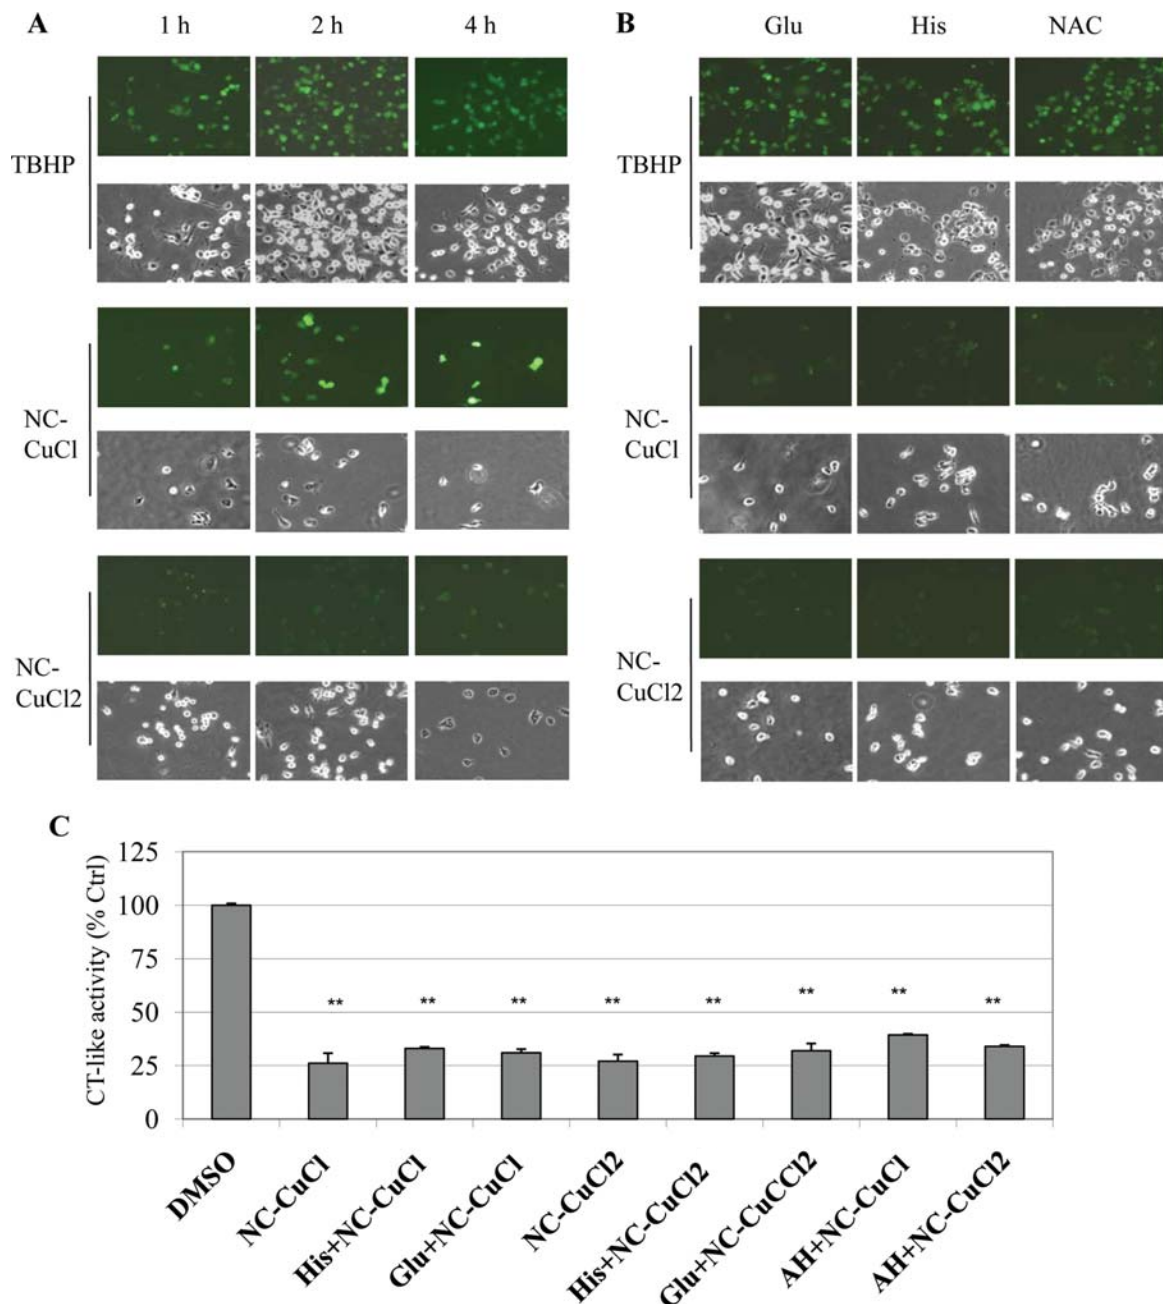 A
1 h 2 h 4 h
TBHP
NC-
CuCl
NC-
CuCl2
B
Glu His NAC
TBHP
NC-
CuCl
NC-
CuCl2
C
CT-like activity (% Ctrl)
125
100
75
50
25
0
** ** ** ** ** ** ** **
DMSO
NC-CuCl
His+NC-CuCl
Glu+NC-CuCl
NC-CuCl2
His+NC-CuCl2
Glu+NC-CuCCl2
AH+NC-CuCl
AH+NC-CuCl2